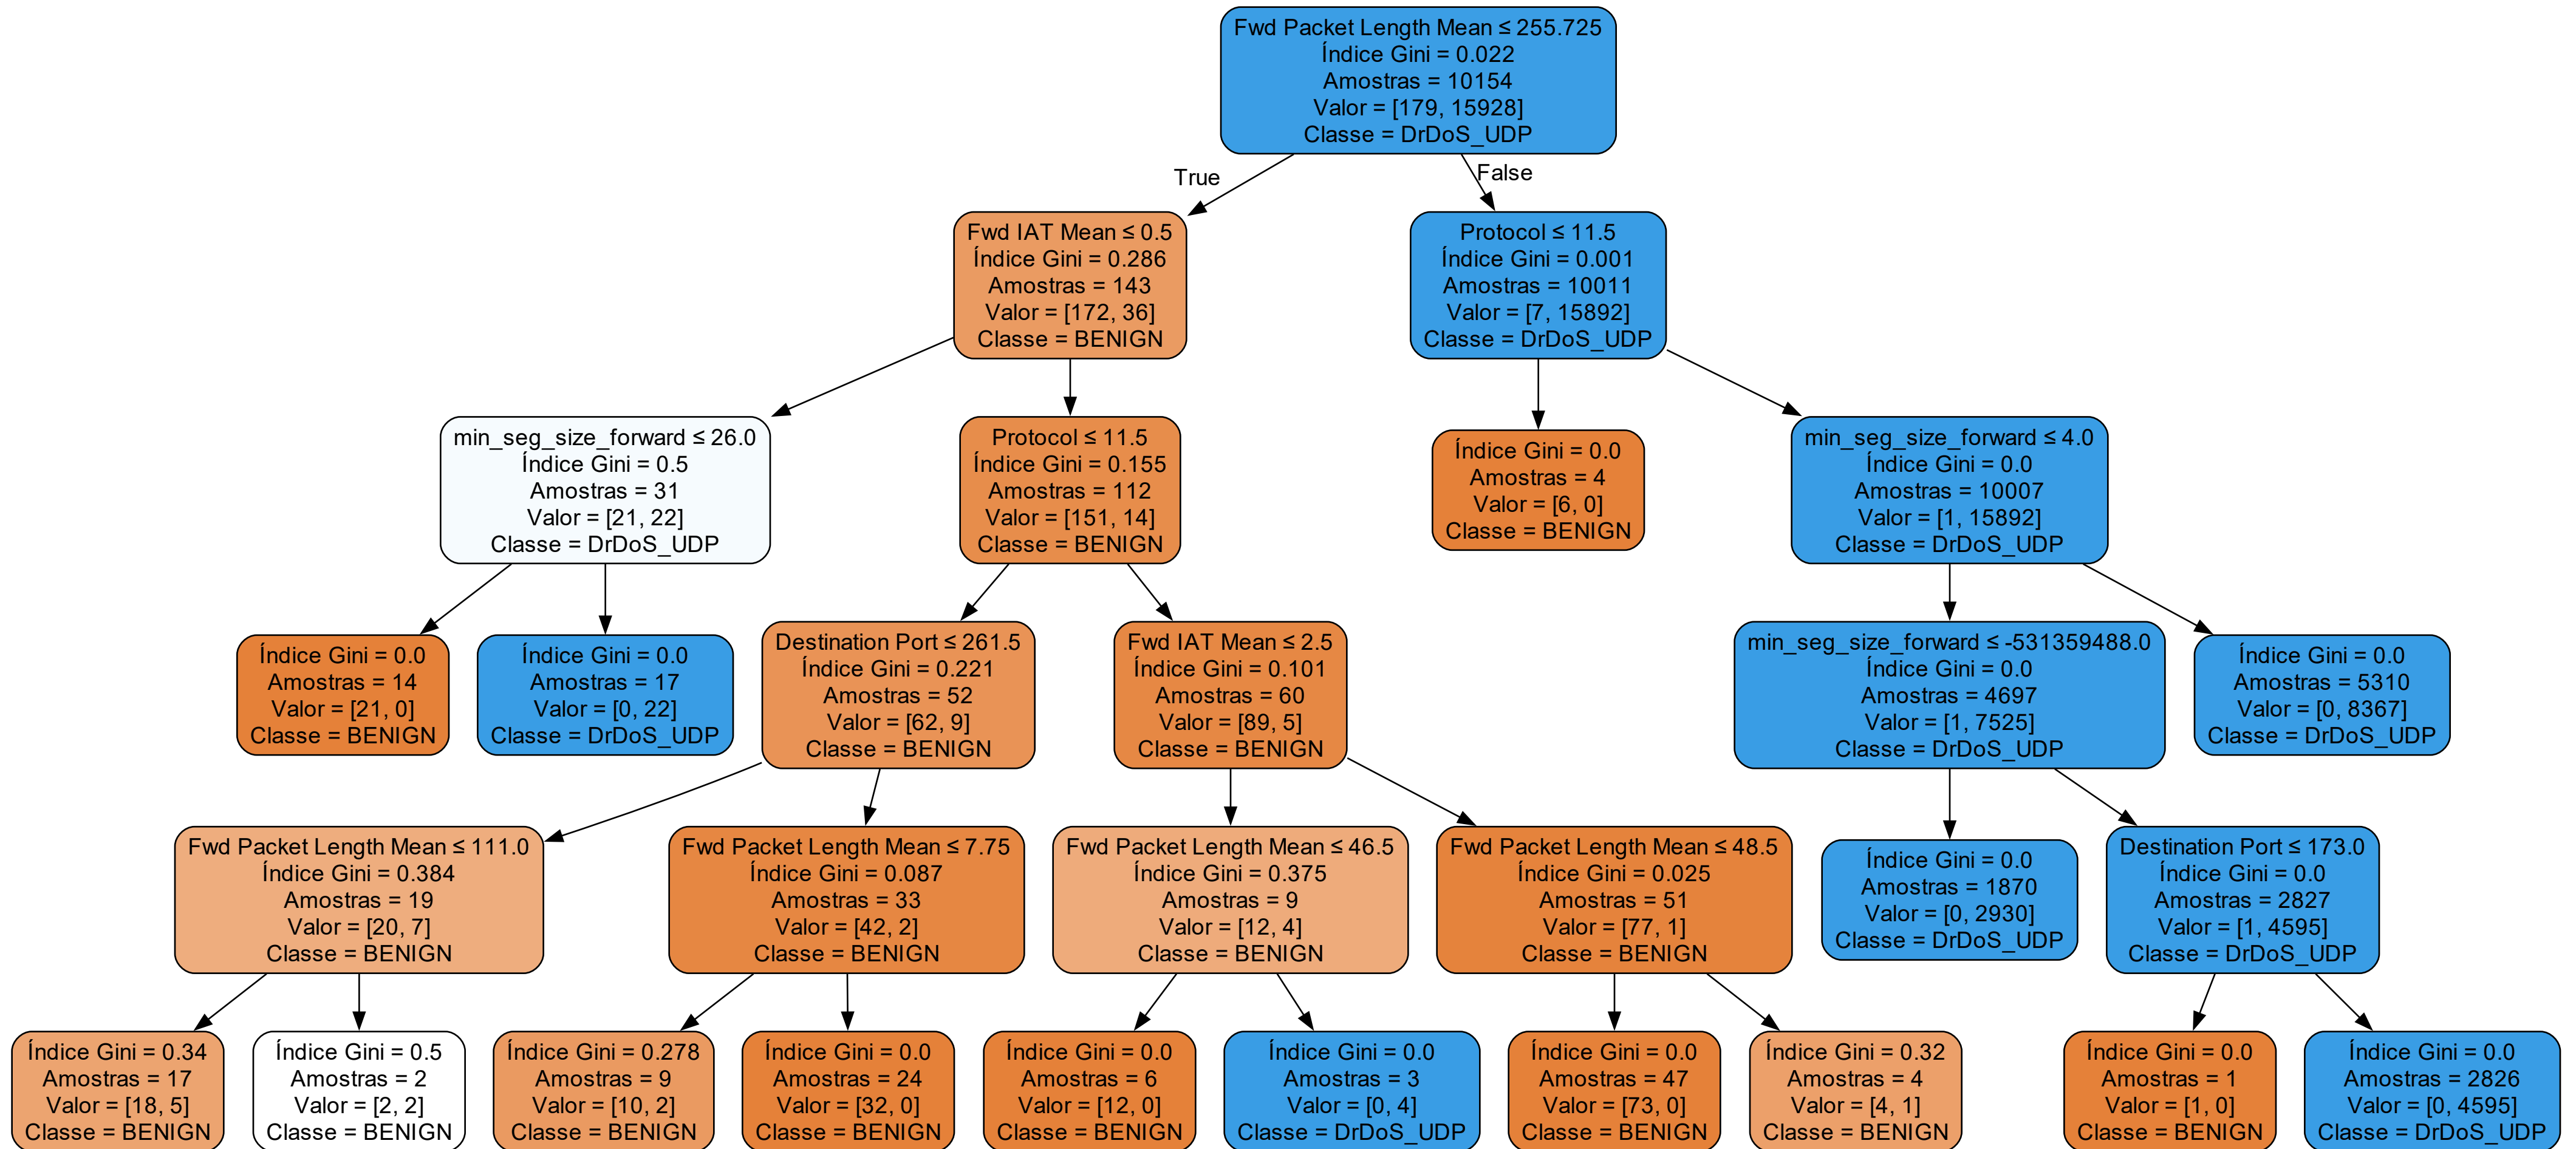 Fwd Packet Length Mean ≤ 255.725
Índice Gini = 0.022
Amostras = 10154
Valor = [179, 15928]
Classe = DrDoS_UDP
True
False
Fwd IAT Mean ≤ 0.5
Índice Gini = 0.286
Amostras = 143
Valor = [172, 36]
Classe = BENIGN
Protocol ≤ 11.5
Índice Gini = 0.001
Amostras = 10011
Valor = [7, 15892]
Classe = DrDoS_UDP
min_seg_size_forward ≤ 26.0
Índice Gini = 0.5
Amostras = 31
Valor = [21, 22]
Classe = DrDoS_UDP
Protocol ≤ 11.5
Índice Gini = 0.155
Amostras = 112
Valor = [151, 14]
Classe = BENIGN
Índice Gini = 0.0
Amostras = 4
Valor = [6, 0]
Classe = BENIGN
min_seg_size_forward ≤ 4.0
Índice Gini = 0.0
Amostras = 10007
Valor = [1, 15892]
Classe = DrDoS_UDP
Índice Gini = 0.0
Amostras = 14
Valor = [21, 0]
Classe = BENIGN
Índice Gini = 0.0
Amostras = 17
Valor = [0, 22]
Classe = DrDoS_UDP
Destination Port ≤ 261.5
Índice Gini = 0.221
Amostras = 52
Valor = [62, 9]
Classe = BENIGN
Fwd IAT Mean ≤ 2.5
Índice Gini = 0.101
Amostras = 60
Valor = [89, 5]
Classe = BENIGN
min_seg_size_forward ≤ -531359488.0
Índice Gini = 0.0
Amostras = 4697
Valor = [1, 7525]
Classe = DrDoS_UDP
Índice Gini = 0.0
Amostras = 5310
Valor = [0, 8367]
Classe = DrDoS_UDP
Fwd Packet Length Mean ≤ 111.0
Índice Gini = 0.384
Amostras = 19
Valor = [20, 7]
Classe = BENIGN
Fwd Packet Length Mean ≤ 7.75
Índice Gini = 0.087
Amostras = 33
Valor = [42, 2]
Classe = BENIGN
Fwd Packet Length Mean ≤ 46.5
Índice Gini = 0.375
Amostras = 9
Valor = [12, 4]
Classe = BENIGN
Fwd Packet Length Mean ≤ 48.5
Índice Gini = 0.025
Amostras = 51
Valor = [77, 1]
Classe = BENIGN
Índice Gini = 0.0
Amostras = 1870
Valor = [0, 2930]
Classe = DrDoS_UDP
Destination Port ≤ 173.0
Índice Gini = 0.0
Amostras = 2827
Valor = [1, 4595]
Classe = DrDoS_UDP
Índice Gini = 0.34
Amostras = 17
Valor = [18, 5]
Classe = BENIGN
Índice Gini = 0.5
Amostras = 2
Valor = [2, 2]
Classe = BENIGN
Índice Gini = 0.278
Amostras = 9
Valor = [10, 2]
Classe = BENIGN
Índice Gini = 0.0
Amostras = 24
Valor = [32, 0]
Classe = BENIGN
Índice Gini = 0.0
Amostras = 6
Valor = [12, 0]
Classe = BENIGN
Índice Gini = 0.0
Amostras = 3
Valor = [0, 4]
Classe = DrDoS_UDP
Índice Gini = 0.0
Amostras = 47
Valor = [73, 0]
Classe = BENIGN
Índice Gini = 0.32
Amostras = 4
Valor = [4, 1]
Classe = BENIGN
Índice Gini = 0.0
Amostras = 1
Valor = [1, 0]
Classe = BENIGN
Índice Gini = 0.0
Amostras = 2826
Valor = [0, 4595]
Classe = DrDoS_UDP